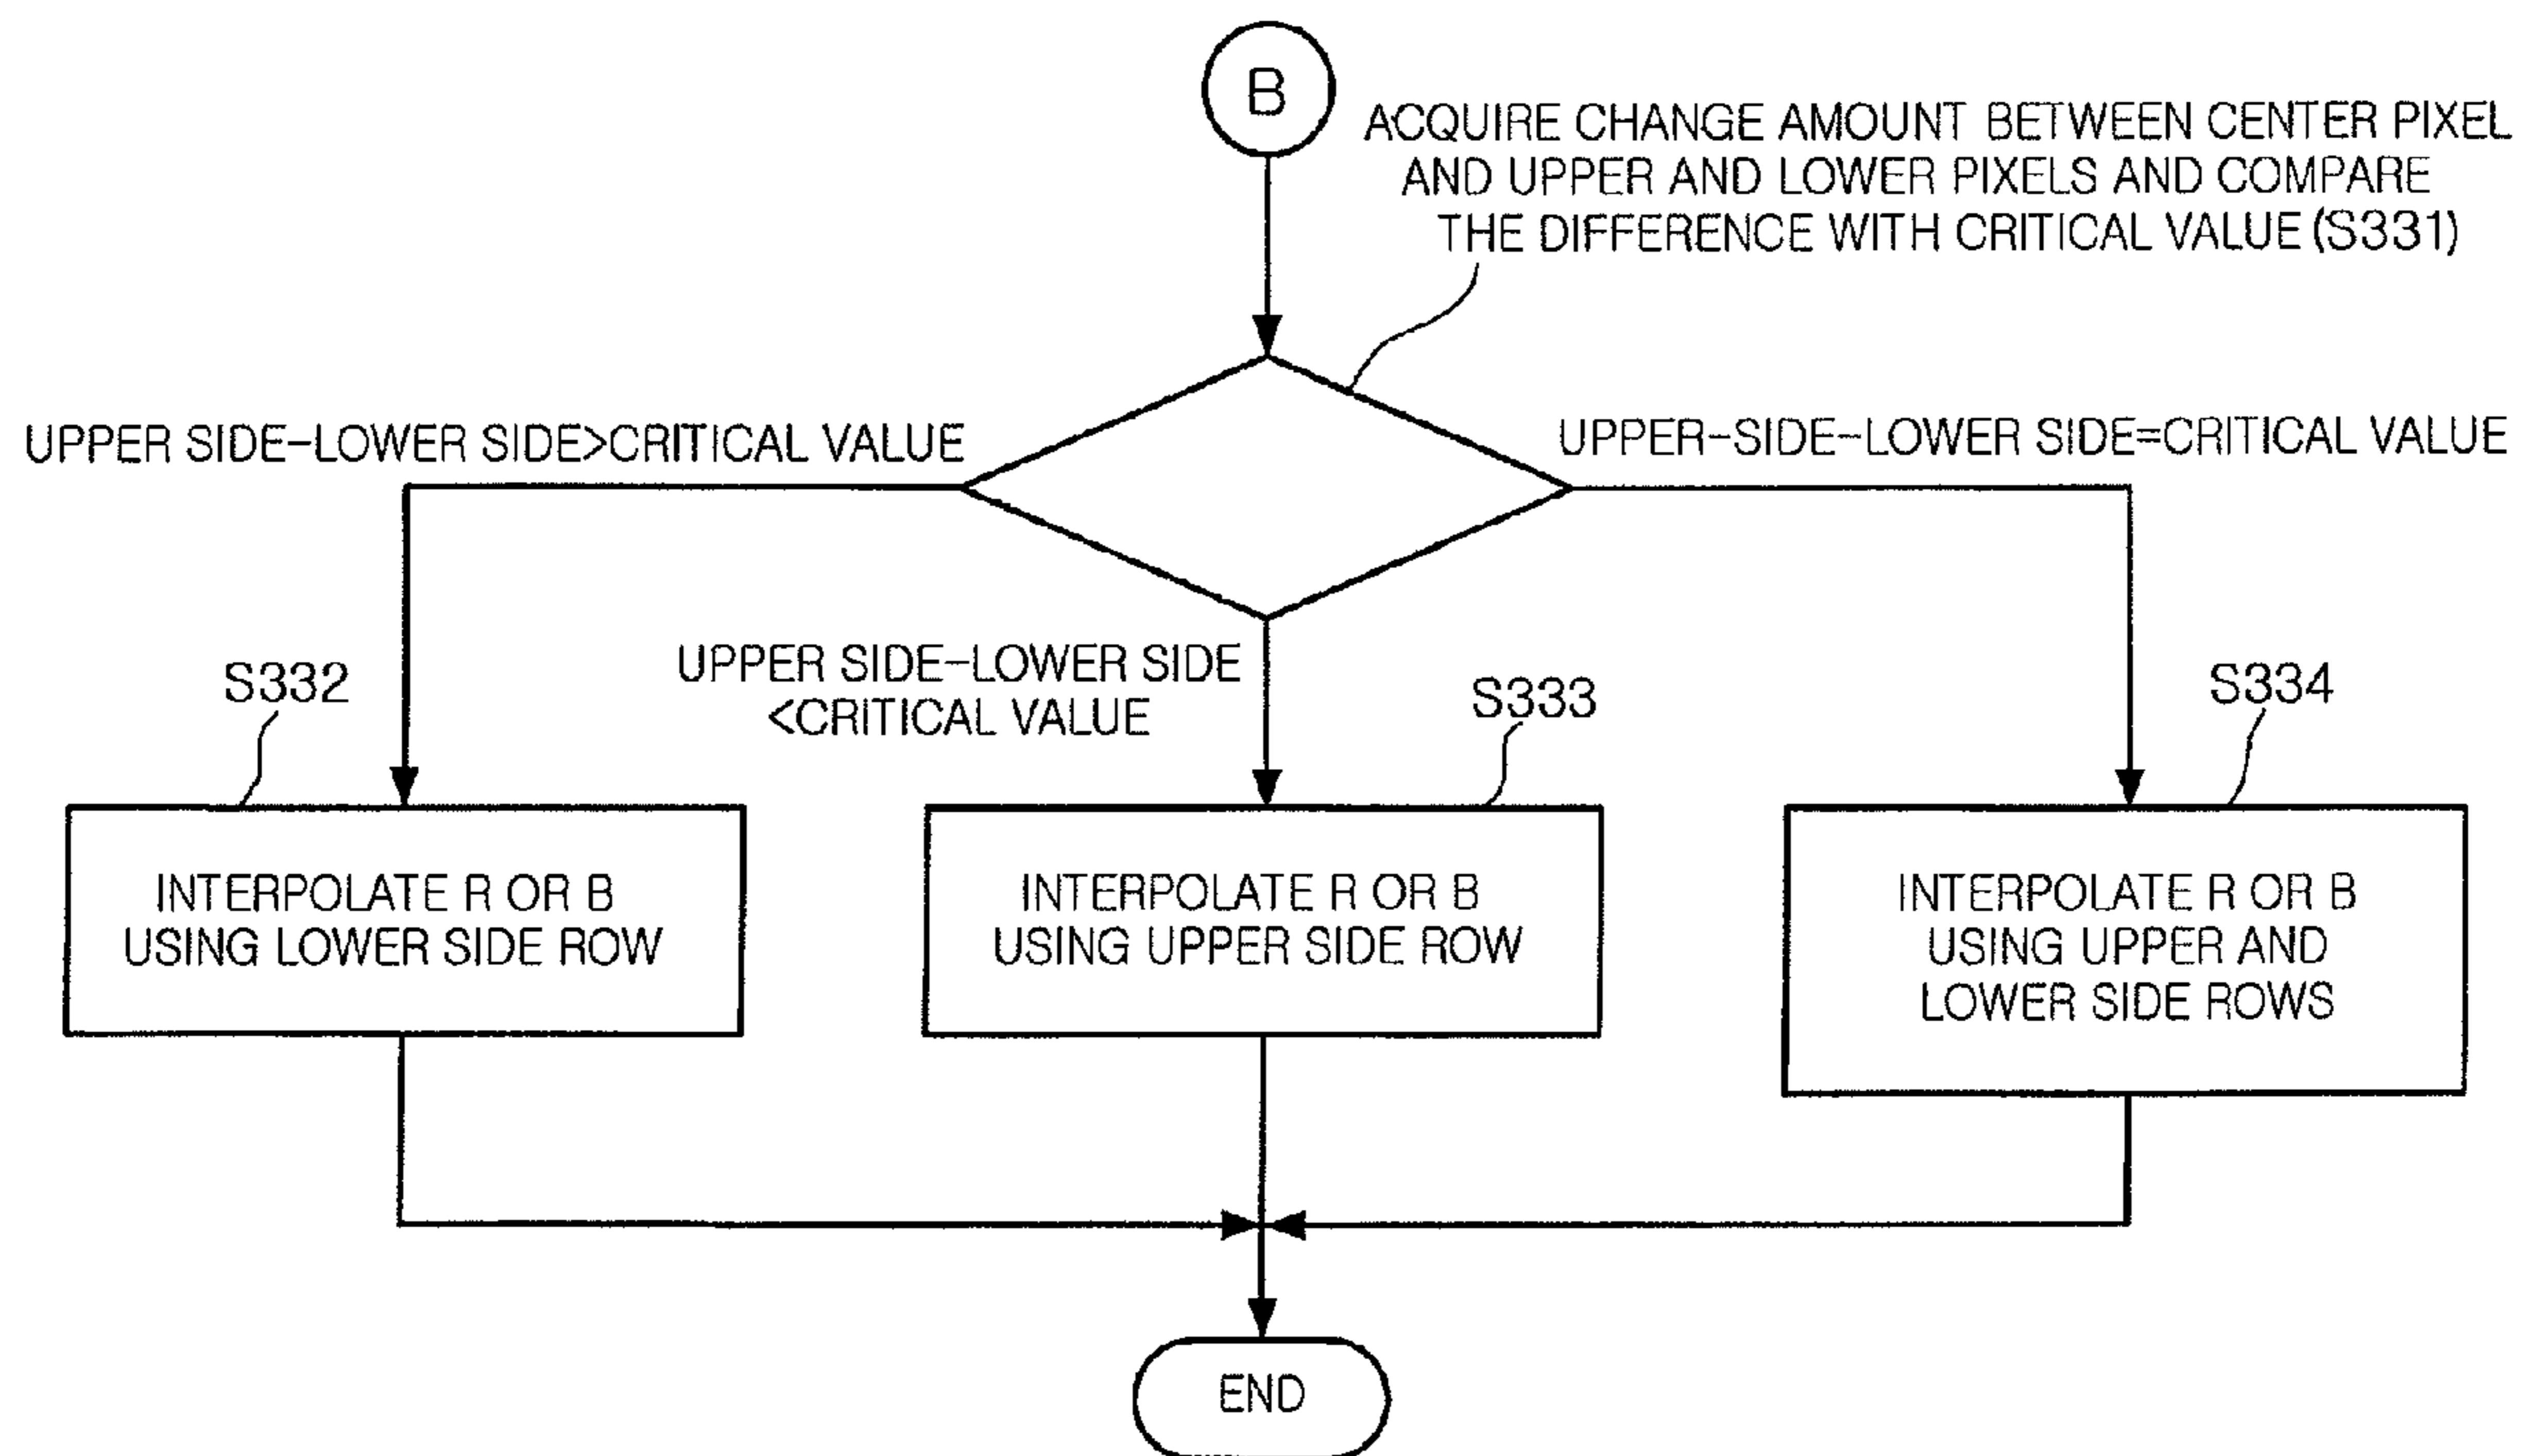 B
ACQUIRE CHANGE AMOUNT BETWEEN CENTER PIXEL
AND UPPER AND LOWER PIXELS AND COMPARE
THE DIFFERENCE WITH CRITICAL VALUE (S331)
UPPER SIDE-LOWER SIDE>CRITICAL VALUE
UPPER-SIDE-LOWER SIDE=CRITICAL VALUE
UPPER SIDE-LOWER SIDE
<CRITICAL VALUE
S332
S333
S334
INTERPOLATE R OR B
USING LOWER SIDE ROW
INTERPOLATE R OR B
USING UPPER SIDE ROW
INTERPOLATE R OR B
USING UPPER AND
LOWER SIDE ROWS
END